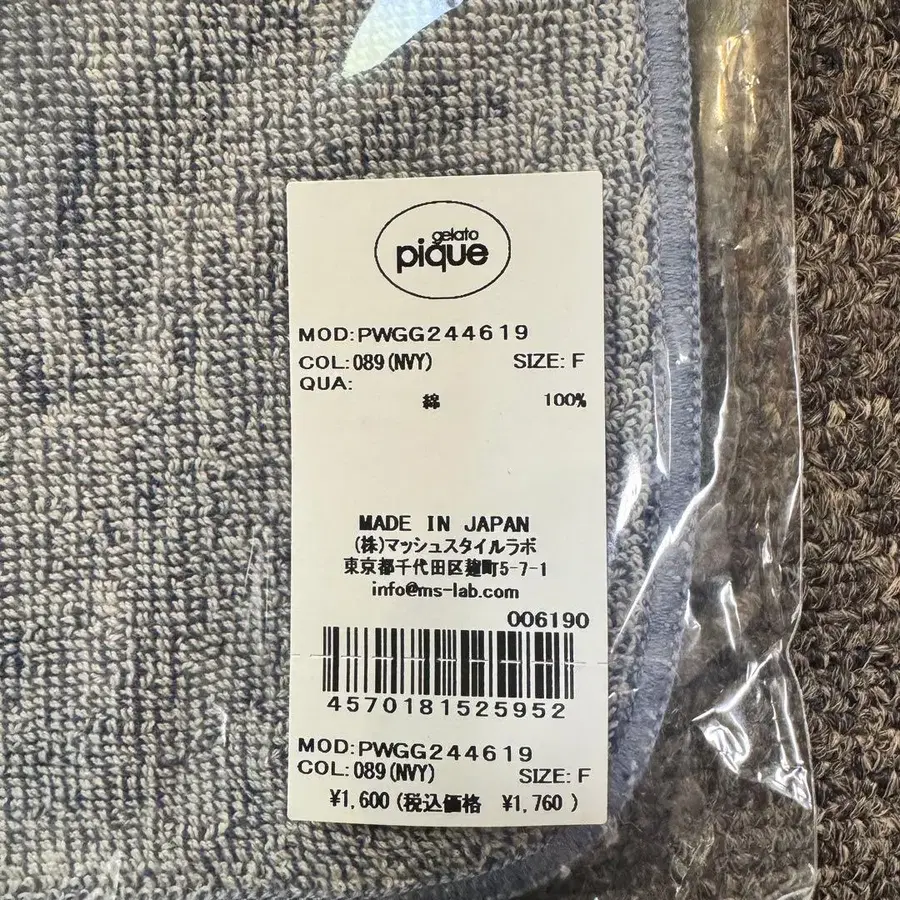 gelato
pique
MOD:PWGG244619
COL:089(NVY) SIZE:F
QUA:
綿 100%
MADE IN JAPAN
(株)マッシュスタイルラボ
東京都千代田区麹町5-7-1
info@ms-lab.com
006190
4570181525952
MOD:PWGG244619
COL:089(NVY) SIZE:F
¥1,600(税込価格 ¥1,760 )